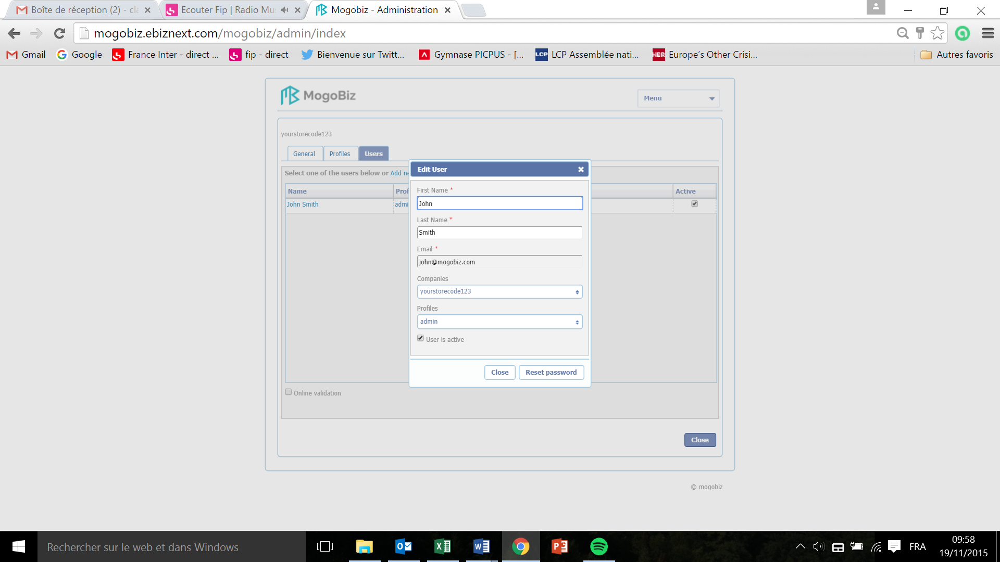 Boîte de réception (2) - cla
Ecouter Fip | Radio Mus
Mogobiz - Administration
mogobiz.ebiznext.com/mogobiz/admin/index
Gmail
Google
France Inter - direct ...
fip - direct
Bienvenue sur Twitt...
Gymnase PICPUS - [...
LCP
LCP Assemblée nati...
HBR
Europe's Other Crisi...
Autres favoris
MogoBiz
Menu
yourstorecode123
General
Profiles
Users
Select one of the users below or Add ne
Name
Prof
Active
John Smith
admi
Edit User
First Name *
John
Last Name *
Smith
Email *
john@mogobiz.com
Companies
yourstorecode123
Profiles
admin
User is active
Close
Reset password
Online validation
Close
© mogobiz
Rechercher sur le web et dans Windows
FRA
09:58
19/11/2015